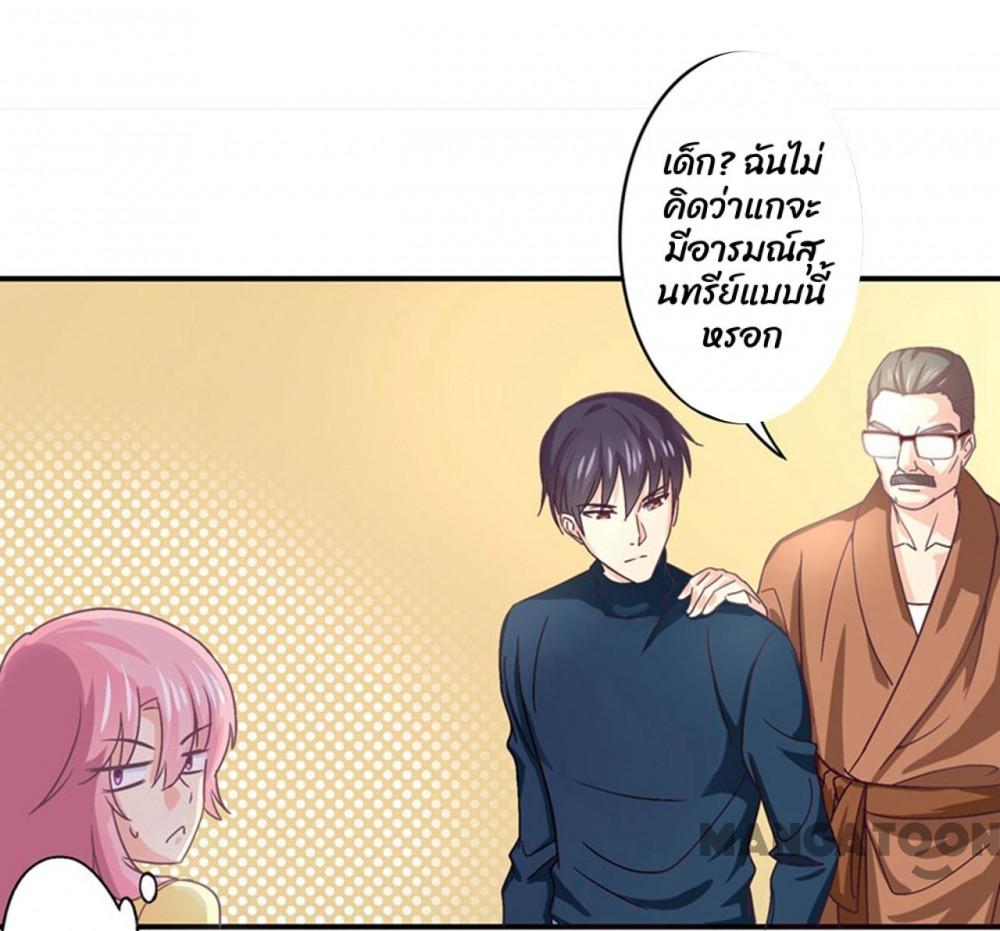 เด็ก? ฉันไม่
คิดว่าแกจะ
มีอารมณ์สุ
นทรีย์แบบนี้
หรอก
MANGATOON